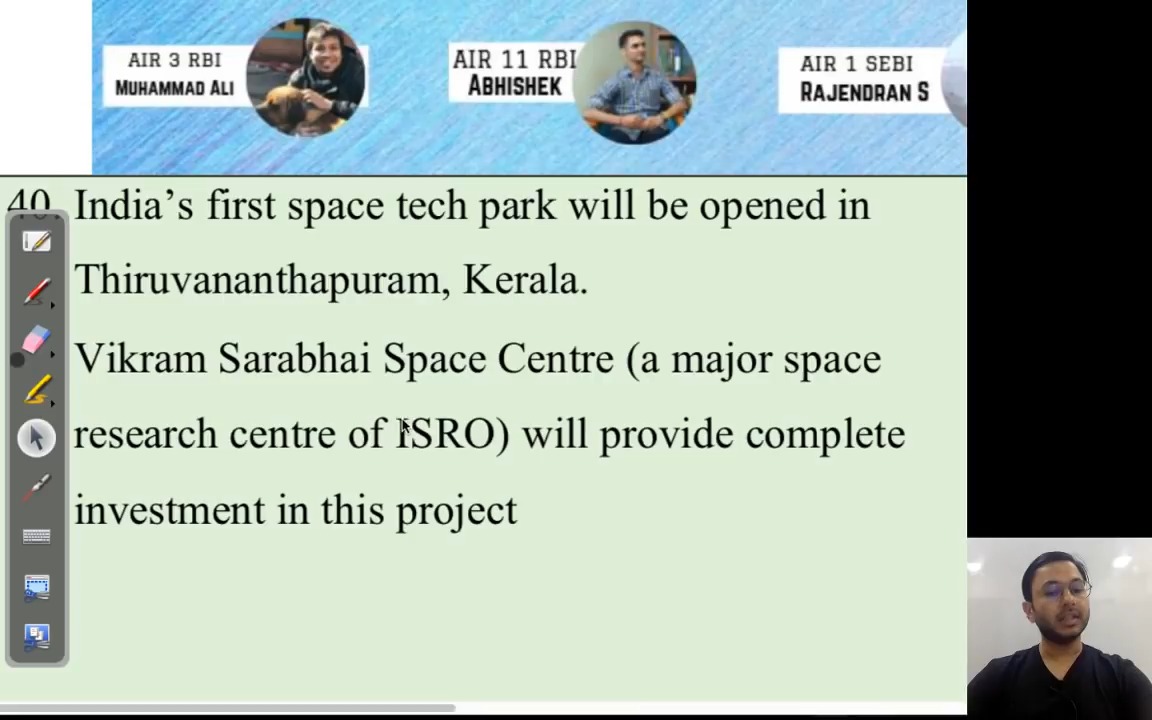 AIR 3 RBI
MUHAMMAD ALI
AIR 11 RBI
ABHISHEK
AIR 1 SEBI
RAJENDRAN S
40. India’s first space tech park will be opened in
Thiruvananthapuram, Kerala.
Vikram Sarabhai Space Centre (a major space
research centre of ISRO) will provide complete
investment in this project